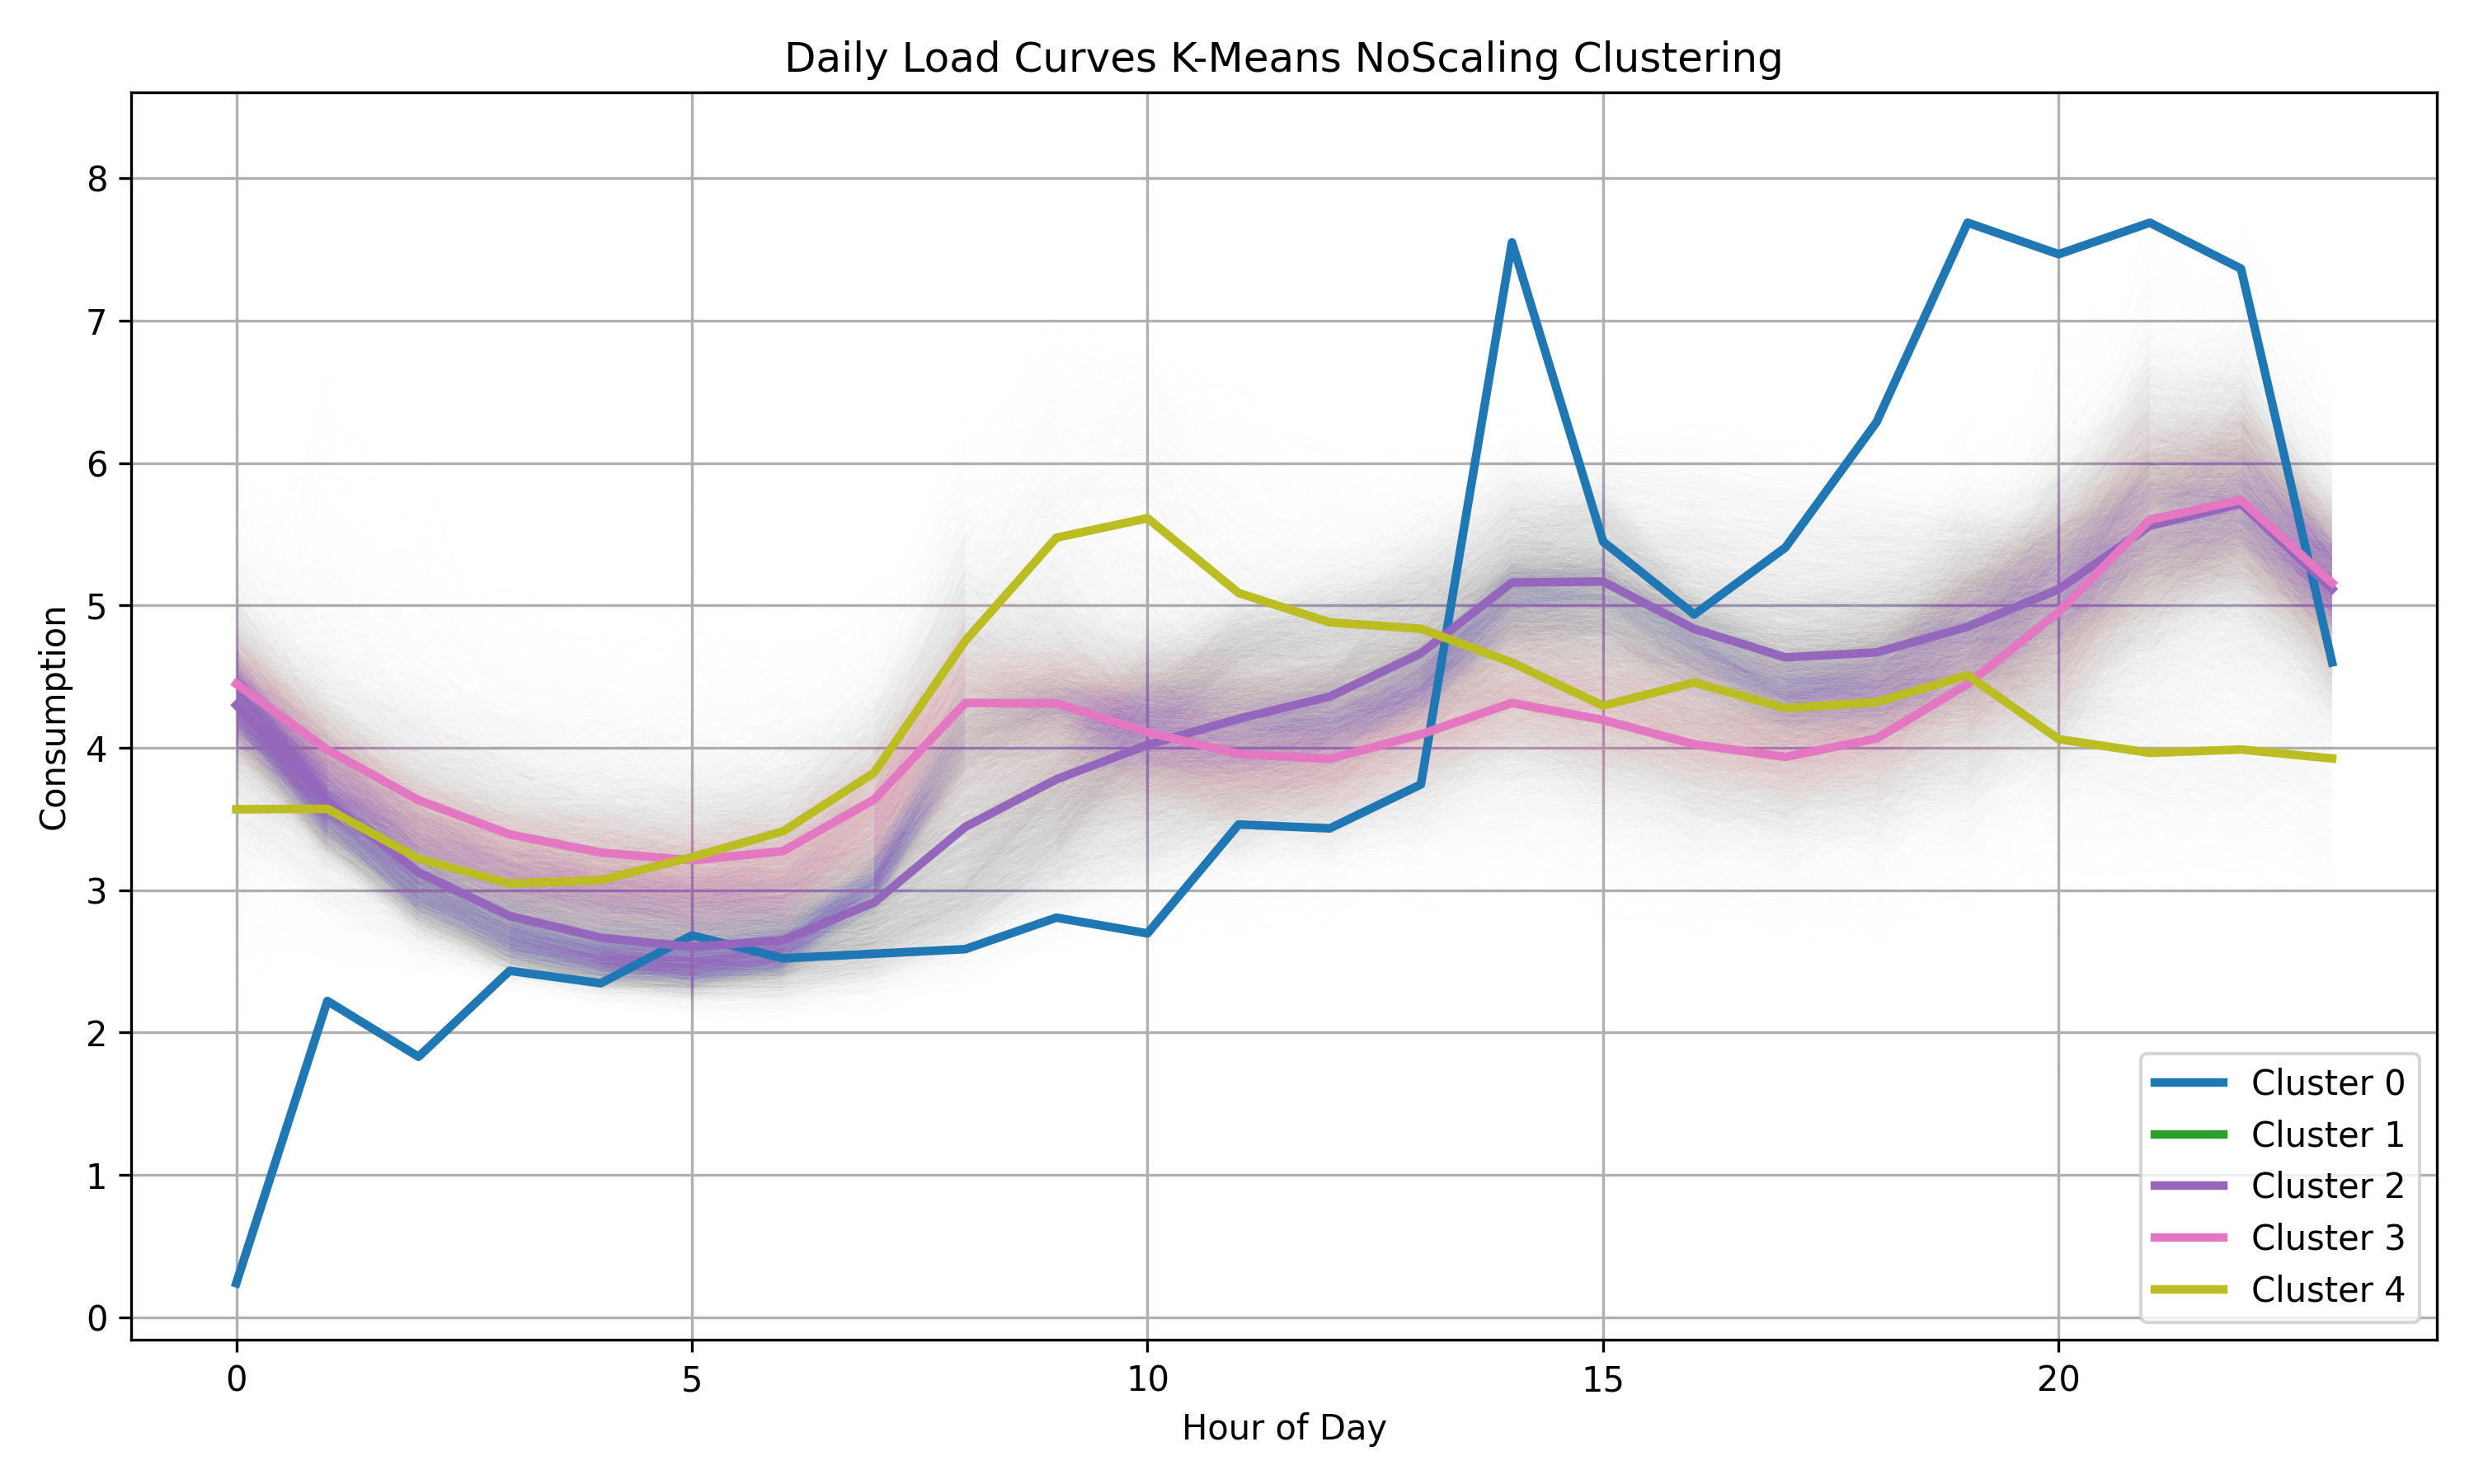 Daily Load Curves K-Means NoScaling Clustering
8
7
6
5
4
3
2
1
0
Consumption
0 5 10 15 20
Hour of Day
Cluster 0
Cluster 1
Cluster 2
Cluster 3
Cluster 4